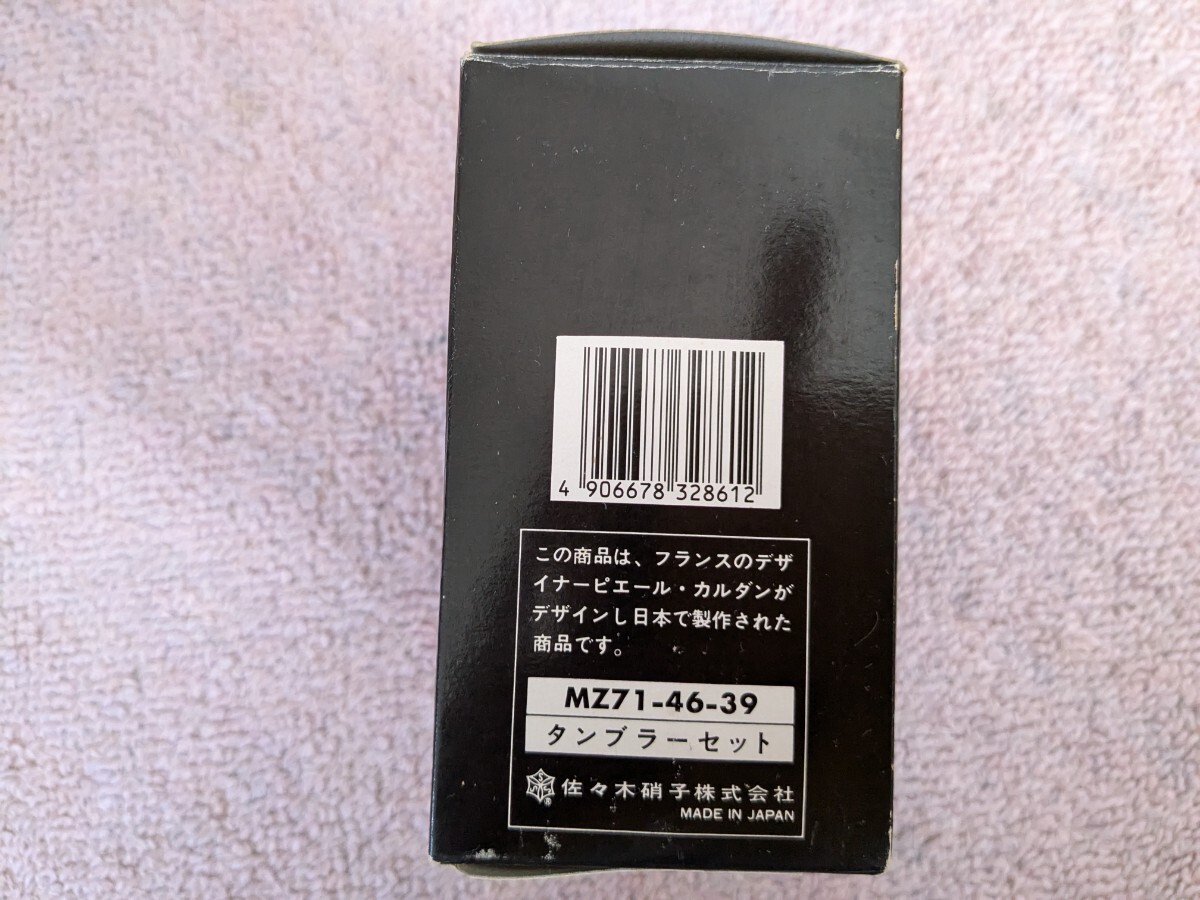 4 906678 328612
この商品は、フランスのデザ
イナーピエール・カルダンが
デザインし日本で製作された
商品です。
MZ71-46-39
タンブラーセット
佐々木硝子株式会社
MADE IN JAPAN